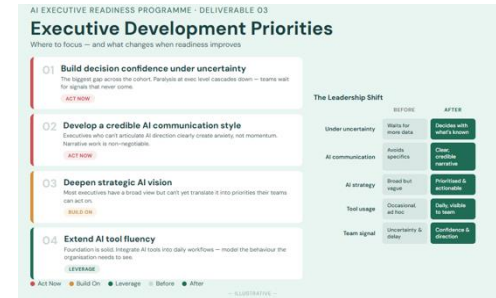 AI EXECUTIVE READINESS PROGRAMME · DELIVERABLE 03
Executive Development Priorities
Where to focus — and what changes when readiness improves
01 Build decision confidence under uncertainty
The biggest gap across the cohort. Paralysis at exec level cascades down — teams wait
for signals that never come.
ACT NOW
02 Develop a credible AI communication style
Executives who can't articulate AI direction clearly create anxiety, not momentum.
Narrative work is non-negotiable.
ACT NOW
03 Deepen strategic AI vision
Most executives have a broad view but can't yet translate it into priorities their teams
can act on.
BUILD ON
04 Extend AI tool fluency
Foundation is solid. Integrate AI tools into daily workflows — model the behaviour the
organisation needs to see.
LEVERAGE
The Leadership Shift
BEFORE AFTER
Under uncertainty Waits for more data Decides with what's known
AI communication Avoids specifics Clear, credible narrative
AI strategy Broad but vague Prioritised & actionable
Tool usage Occasional, ad hoc Daily, visible to team
Team signal Uncertainty & delay Confidence & direction
Act Now Build On Leverage Before After
— ILLUSTRATIVE —